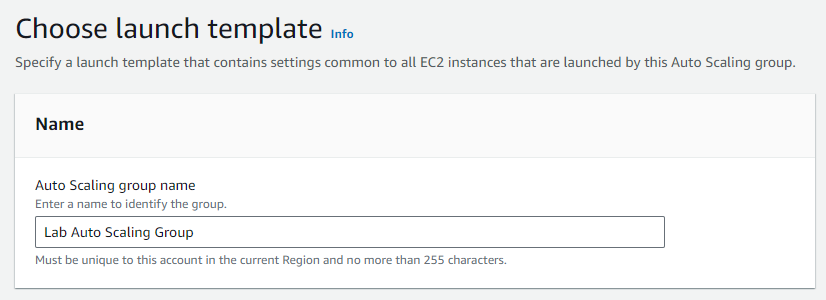 Choose launch template Info
Specify a launch template that contains settings common to all EC2 instances that are launched by this Auto Scaling group.
Name
Auto Scaling group name
Enter a name to identify the group.
Lab Auto Scaling Group
Must be unique to this account in the current Region and no more than 255 characters.